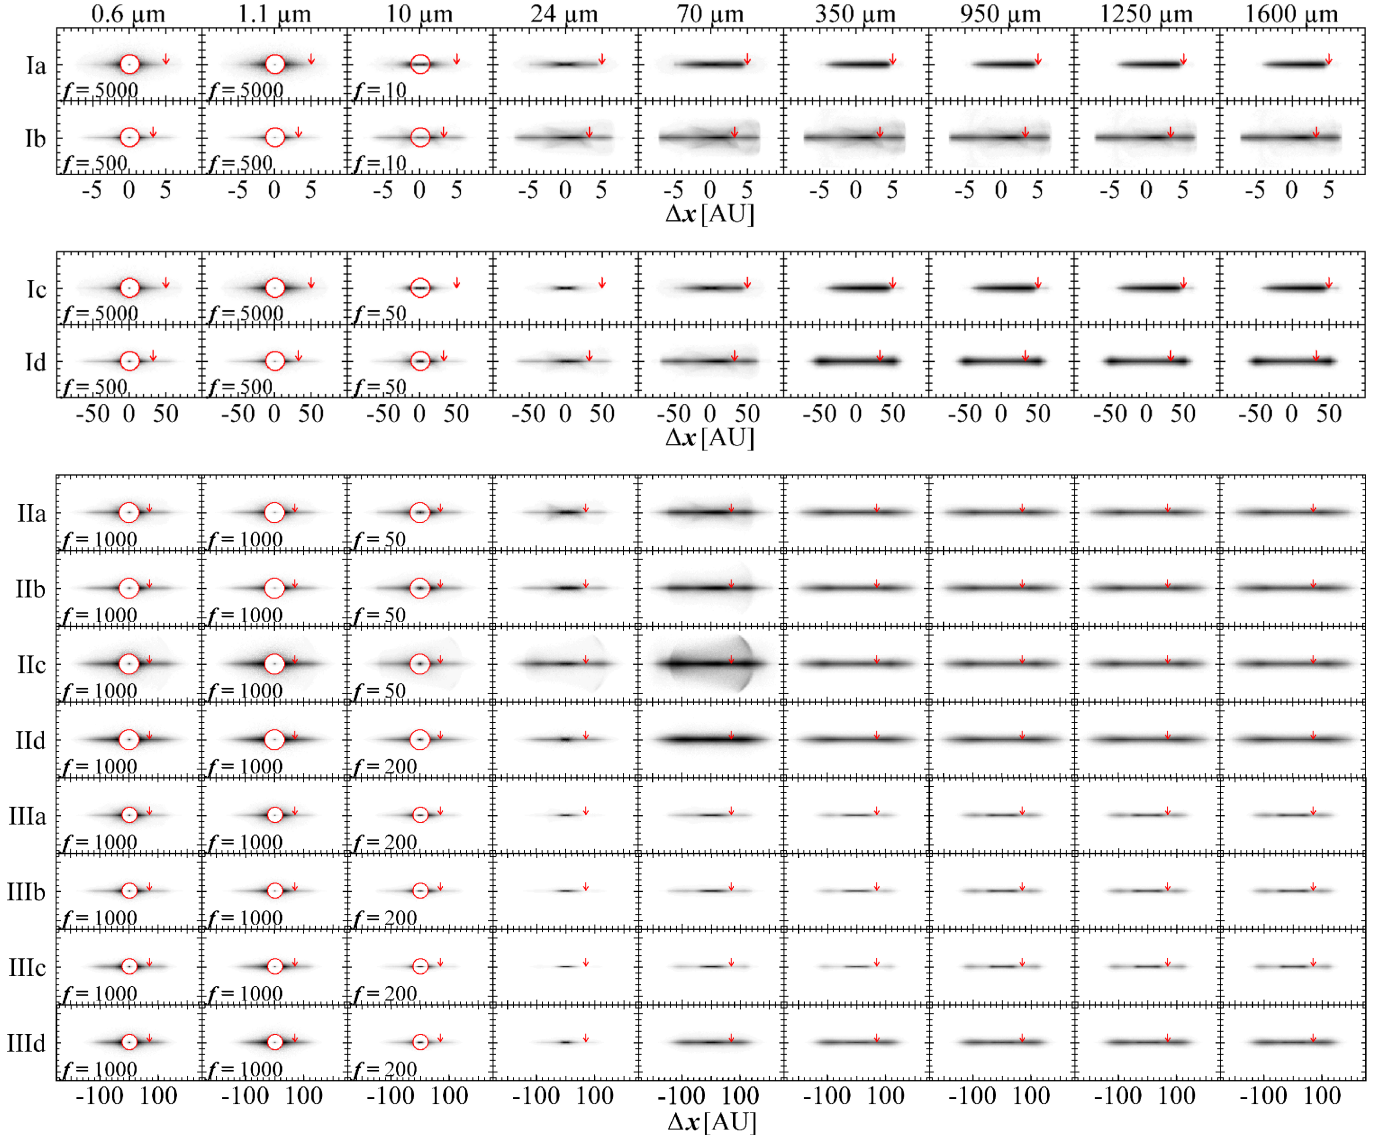 0.6 µm 1.1 µm 10 µm 24 µm 70 µm 350 µm 950 µm 1250 µm 1600 µm
Ia f = 5000 f = 5000 f = 10
Ib f = 500 f = 500 f = 10
-5 0 5 -5 0 5 -5 0 5 -5 0 5 -5 0 5 -5 0 5 -5 0 5 -5 0 5 -5 0 5
Δx [AU]
Ic f = 5000 f = 5000 f = 50
Id f = 500 f = 500 f = 50
-50 0 50 -50 0 50 -50 0 50 -50 0 50 -50 0 50 -50 0 50 -50 0 50 -50 0 50 -50 0 50
Δx [AU]
IIa f = 1000 f = 1000 f = 50
IIb f = 1000 f = 1000 f = 50
IIc f = 1000 f = 1000 f = 50
IId f = 1000 f = 1000 f = 200
IIIa f = 1000 f = 1000 f = 200
IIIb f = 1000 f = 1000 f = 200
IIIc f = 1000 f = 1000 f = 200
IIId f = 1000 f = 1000 f = 200
-100 100 -100 100 -100 100 -100 100 -100 100 -100 100 -100 100 -100 100 -100 100
Δx [AU]